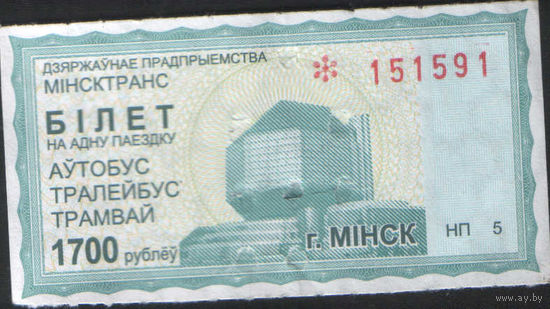 ДЗЯРЖАЎНАЕ ПРАДПРЫЕМСТВА
МІНСКТРАНС
151591
БІЛЕТ
НА АДНУ ПАЕЗДКУ
АЎТОБУС
ТРАЛЕЙБУС
ТРАМВАЙ
1700 рублёў
г. МІНСК
НП 5
www.ay.by